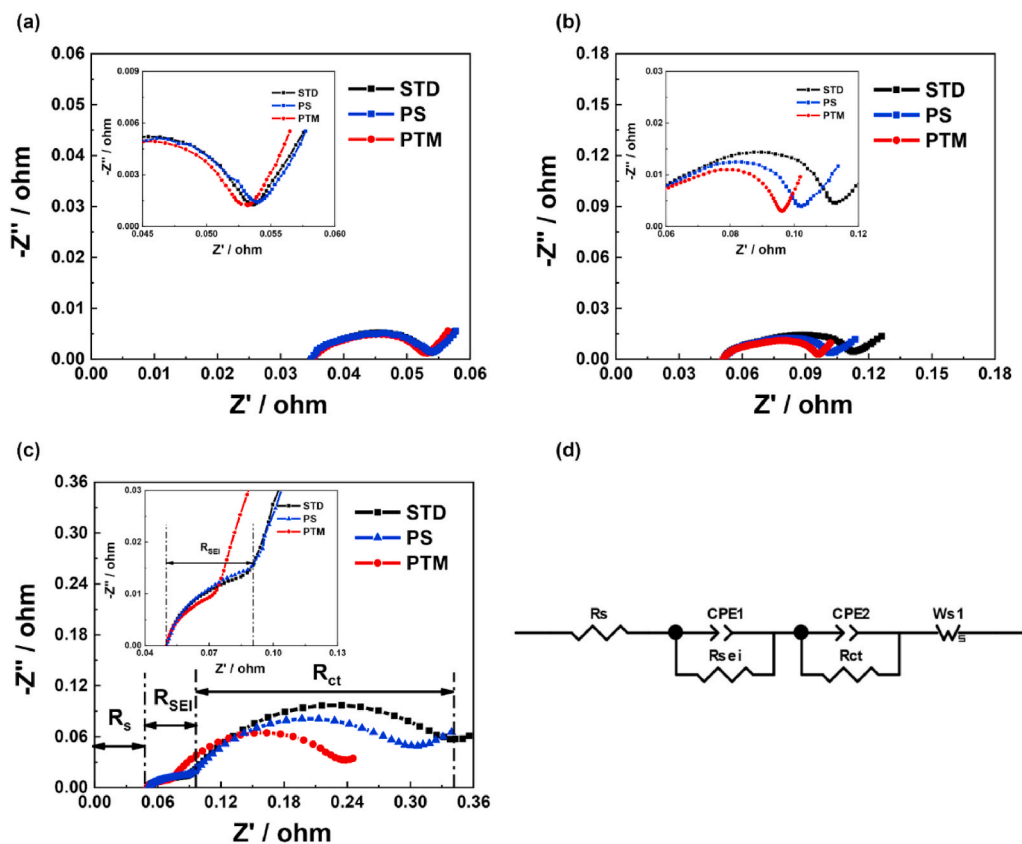 (a)
0.06
0.05
0.04
0.03
0.02
0.01
0.00
-Z'' / ohm
0.00 0.01 0.02 0.03 0.04 0.05 0.06
Z' / ohm
STD
PS
PTM
0.009
0.006
0.003
0.000
-Z'' / ohm
0.045 0.050 0.055 0.060
Z' / ohm
STD
PS
PTM
(b)
0.18
0.15
0.12
0.09
0.06
0.03
0.00
-Z'' / ohm
0.00 0.03 0.06 0.09 0.12 0.15 0.18
Z' / ohm
STD
PS
PTM
0.03
0.02
0.01
0.00
-Z'' / ohm
0.06 0.08 0.10 0.12
Z' / ohm
STD
PS
PTM
(c)
0.36
0.30
0.24
0.18
0.12
0.06
0.00
-Z'' / ohm
0.00 0.06 0.12 0.18 0.24 0.30 0.36
Z' / ohm
STD
PS
PTM
Rs
RSEI
Rct
0.03
0.02
0.01
0.00
-Z'' / ohm
0.04 0.07 0.10 0.13
Z' / ohm
RSEI
STD
PS
PTM
(d)
Rs CPE1 CPE2 Ws1
Rsei Rct